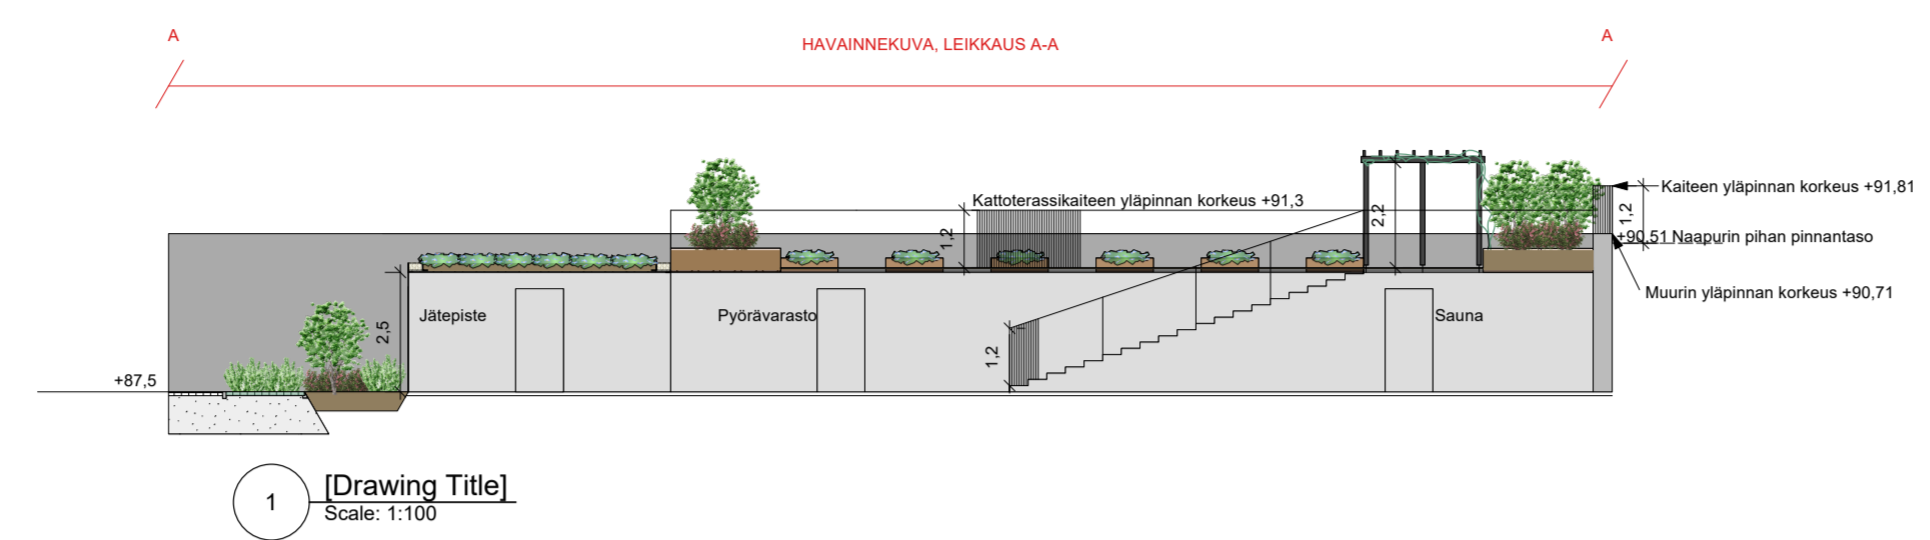 A
HAVAINNEKUVA, LEIKKAUS A-A
A
Kattoterassikaiteen yläpinnan korkeus +91,3
Kaiteen yläpinnan korkeus +91,81
1,2
2,2
1,2
+90,51 Naapurin pihan pinnantaso
Muurin yläpinnan korkeus +90,71
Jätepiste
Pyörävarasto
Sauna
2,5
1,2
+87,5
1
[Drawing Title]
Scale: 1:100